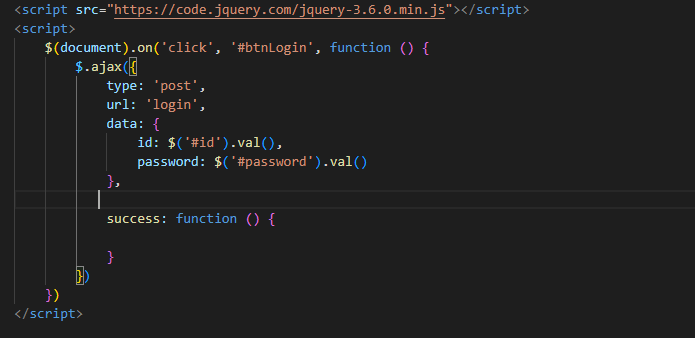 <script src="https://code.jquery.com/jquery-3.6.0.min.js"></script>
<script>
    $(document).on('click', '#btnLogin', function () {
        $.ajax({
            type: 'post',
            url: 'login',
            data: {
                id: $('#id').val(),
                password: $('#password').val()
            },

            success: function () {

            }
        })
    })
</script>